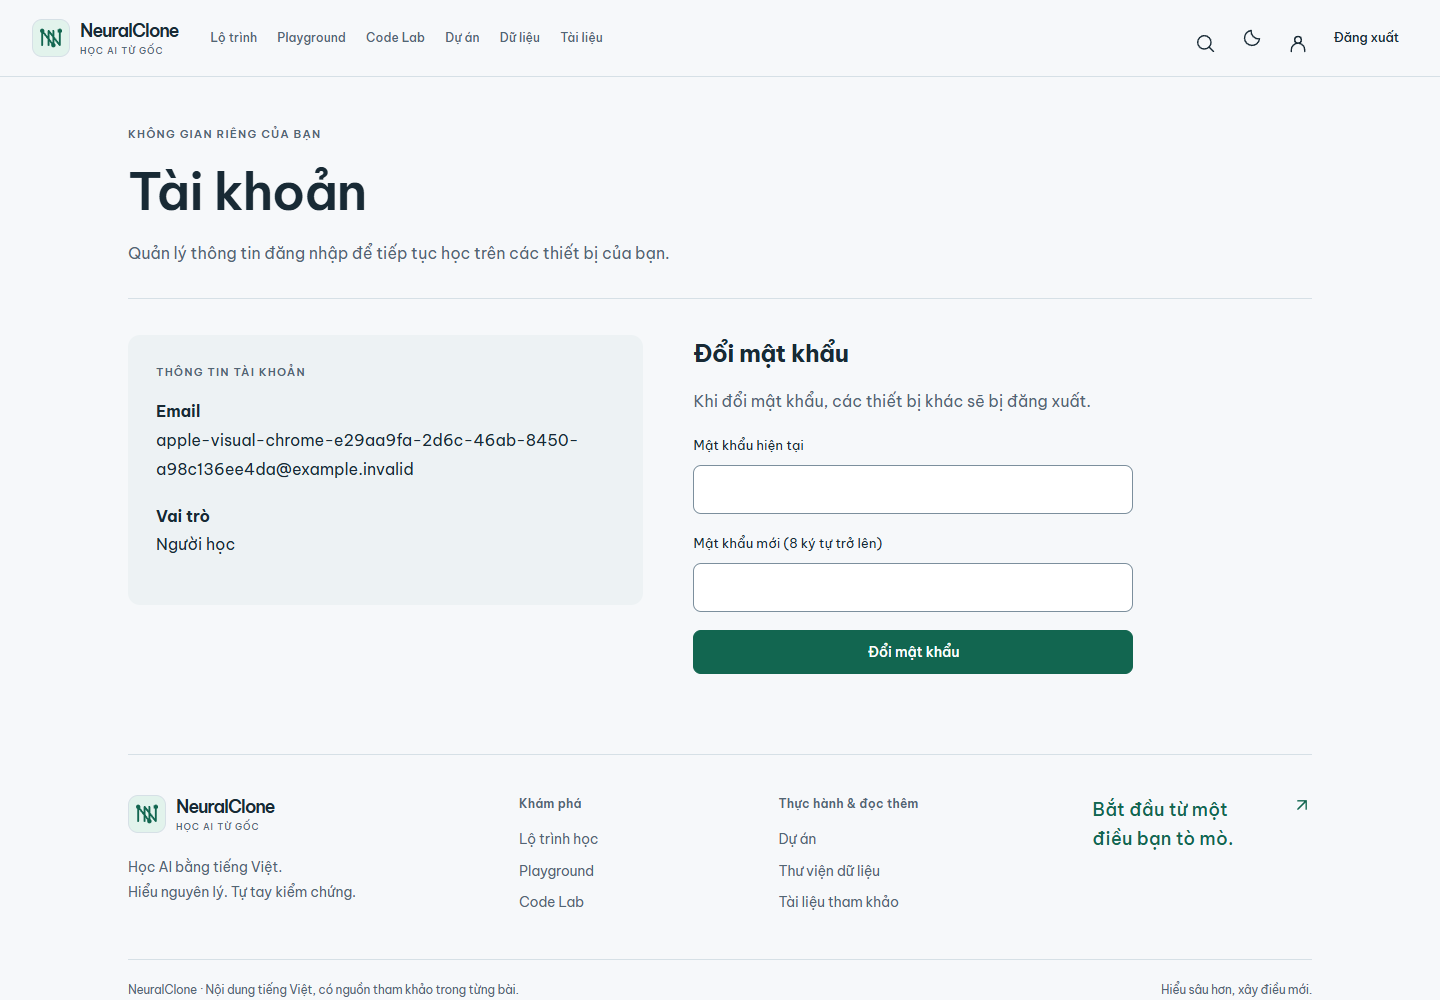 NeuralClone
HỌC AI TỪ GỐC
Lộ trình
Playground
Code Lab
Dự án
Dữ liệu
Tài liệu
Đăng xuất
KHÔNG GIAN RIÊNG CỦA BẠN
Tài khoản
Quản lý thông tin đăng nhập để tiếp tục học trên các thiết bị của bạn.
THÔNG TIN TÀI KHOẢN
Email
apple-visual-chrome-e29aa9fa-2d6c-46ab-8450-
a98c136ee4da@example.invalid
Vai trò
Người học
Đổi mật khẩu
Khi đổi mật khẩu, các thiết bị khác sẽ bị đăng xuất.
Mật khẩu hiện tại
Mật khẩu mới (8 ký tự trở lên)
Đổi mật khẩu
NeuralClone
HỌC AI TỪ GỐC
Học AI bằng tiếng Việt.
Hiểu nguyên lý. Tự tay kiểm chứng.
Khám phá
Lộ trình học
Playground
Code Lab
Thực hành & đọc thêm
Dự án
Thư viện dữ liệu
Tài liệu tham khảo
Bắt đầu từ một
điều bạn tò mò.
NeuralClone · Nội dung tiếng Việt, có nguồn tham khảo trong từng bài.
Hiểu sâu hơn, xây điều mới.